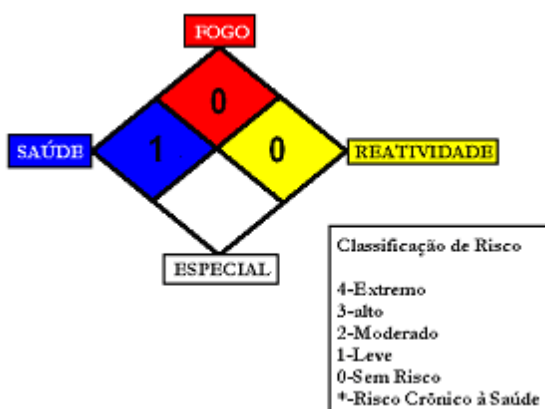 FOGO
0
SAÚDE
1
0
REATIVIDADE
ESPECIAL
Classificação de Risco
4-Extremo
3-alto
2-Moderado
1-Leve
0-Sem Risco
*-Risco Crônico à Saúde